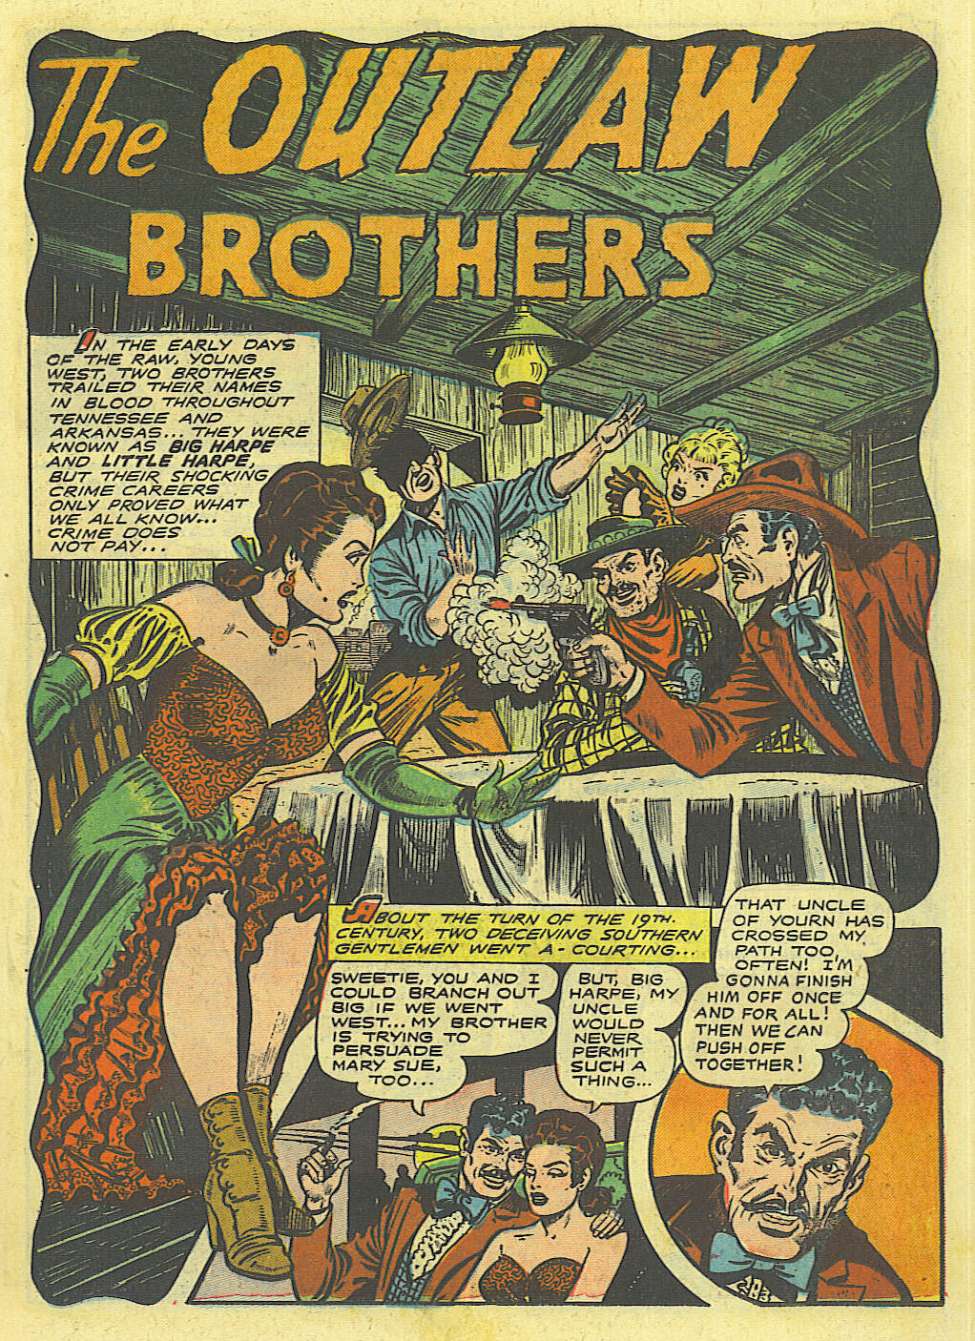 The OUTLAW
BROTHERS
IN THE EARLY DAYS
OF THE RAW, YOUNG
WEST, TWO BROTHERS
TRAILED THEIR NAMES
IN BLOOD THROUGHOUT
TENNESSEE AND
ARKANSAS... THEY WERE
KNOWN AS BIG HARPE
AND LITTLE HARPE,
BUT THEIR SHOCKING
CRIME CAREERS
ONLY PROVED WHAT
WE ALL KNOW...
CRIME DOES
NOT PAY...
ABOUT THE TURN OF THE 19TH.
CENTURY, TWO DECEIVING SOUTHERN
GENTLEMEN WENT A-COURTING...
SWEETIE, YOU AND I
COULD BRANCH OUT
BIG IF WE WENT
WEST... MY BROTHER
IS TRYING TO
PERSUADE
MARY SUE,
TOO...
BUT, BIG
HARPE, MY
UNCLE
WOULD
NEVER
PERMIT
SUCH A
THING...
THAT UNCLE
OF YOURN HAS
CROSSED MY
PATH TOO,
OFTEN! I'M
GONNA FINISH
HIM OFF ONCE
AND FOR ALL!
THEN WE CAN
PUSH OFF
TOGETHER!